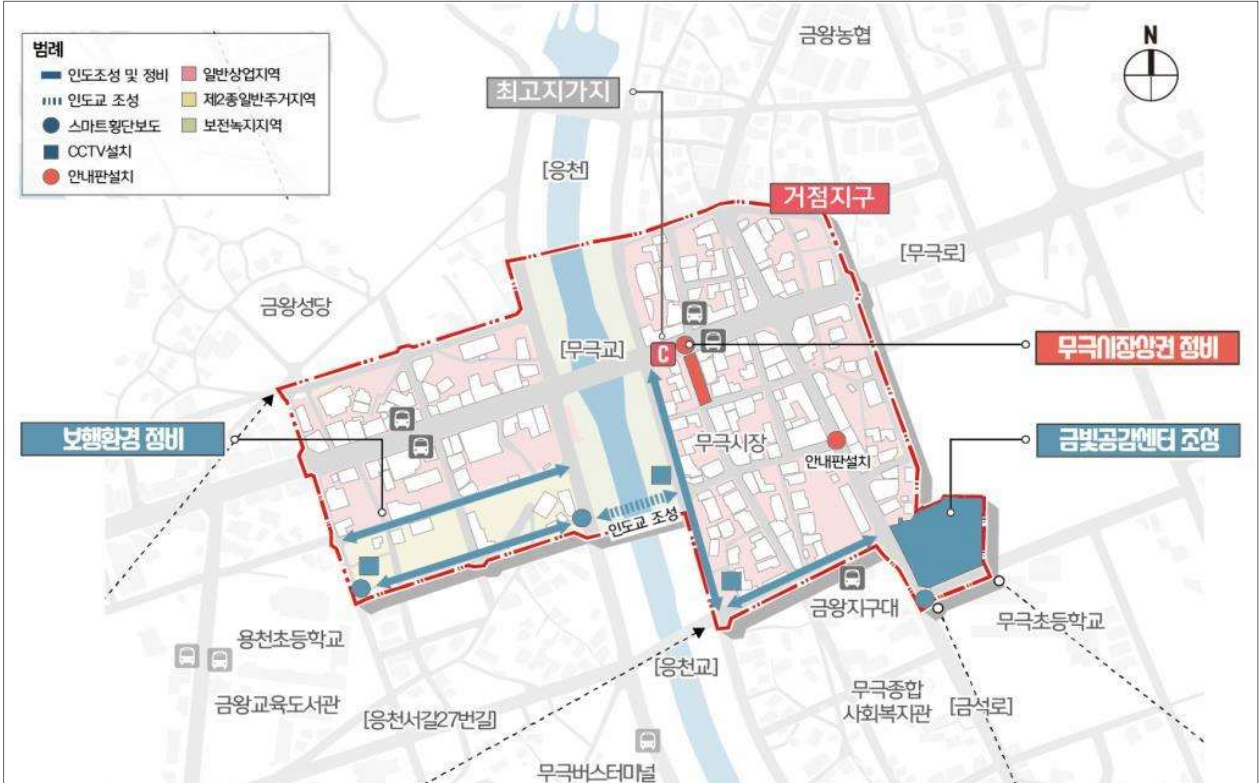 범례
인도조성 및 정비
일반상업지역
인도교 조성
제2종일반주거지역
스마트횡단보도
보전녹지지역
CCTV설치
안내판설치
금왕농협
N
최고지가지
[응천]
거점지구
[무극로]
금왕성당
[무극교]
C
무극시장상권 정비
보행환경 정비
무극시장
금빛공감센터 조성
안내판설치
인도교 조성
금왕지구대
무극초등학교
용천초등학교
[응천교]
무극종합
사회복지관
[금석로]
금왕교육도서관
[응천서길27번길]
무극버스터미널